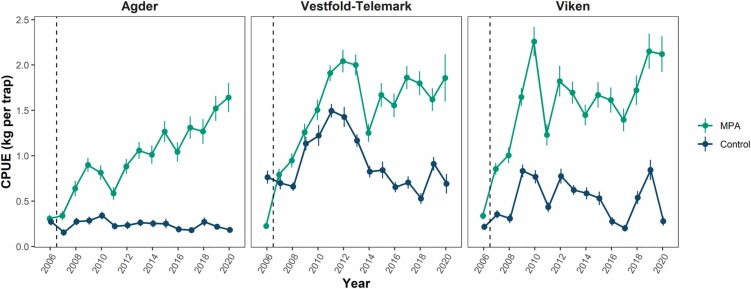 Agder Vestfold-Telemark Viken
CPUE (kg per trap)
2.5
2.0
1.5
1.0
0.5
0.0
2006 2008 2010 2012 2014 2016 2018 2020
2006 2008 2010 2012 2014 2016 2018 2020
2006 2008 2010 2012 2014 2016 2018 2020
Year
MPA
Control